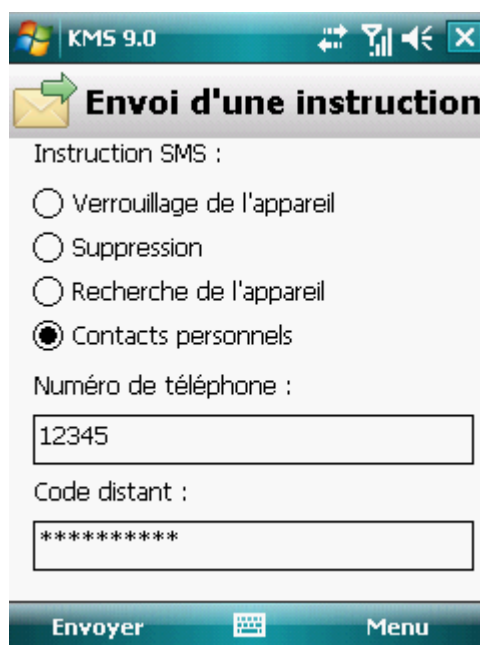 KMS 9.0
Envoi d'une instruction
Instruction SMS :
Verrouillage de l'appareil
Suppression
Recherche de l'appareil
Contacts personnels
Numéro de téléphone :
12345
Code distant :
**********
Envoyer Menu